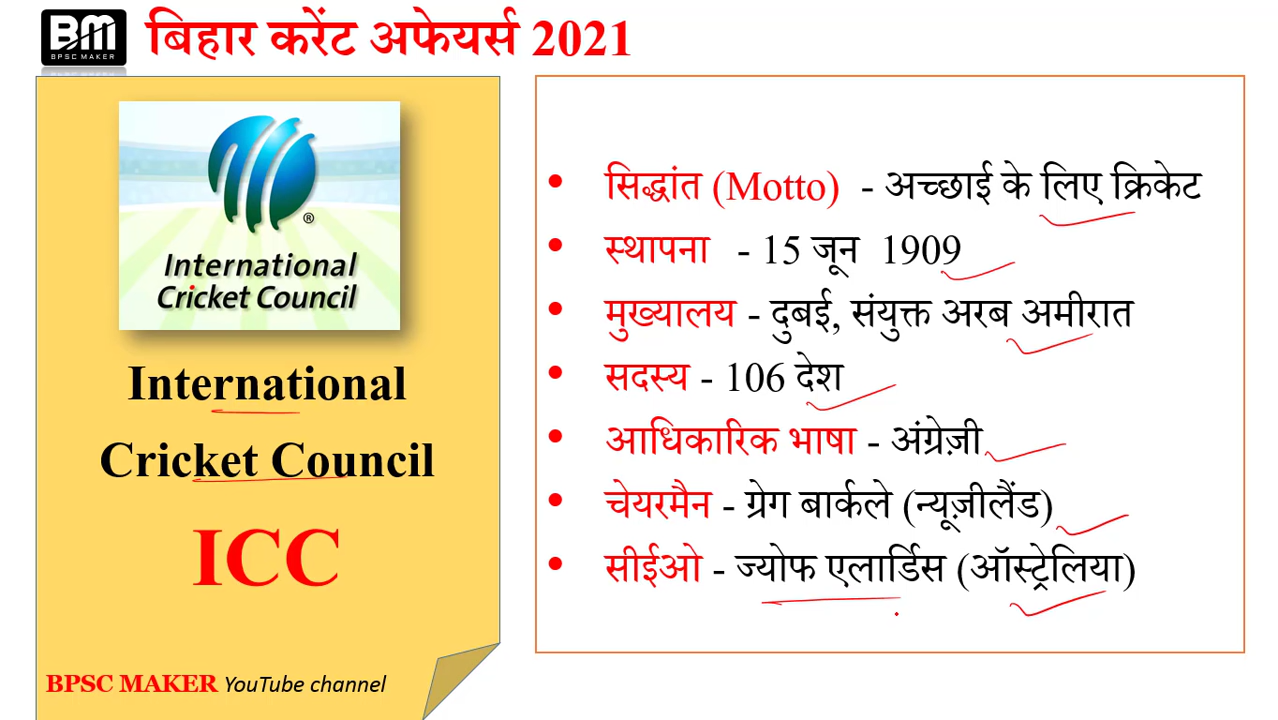 BM
BPSC MAKER
बिहार करेंट अफेयर्स 2021
®
International
Cricket Council
International
Cricket Council
ICC
BPSC MAKER YouTube channel
• सिद्धांत (Motto) - अच्छाई के लिए क्रिकेट
• स्थापना - 15 जून 1909
• मुख्यालय - दुबई, संयुक्त अरब अमीरात
• सदस्य - 106 देश
• आधिकारिक भाषा - अंग्रेज़ी
• चेयरमैन - ग्रेग बार्कले (न्यूज़ीलैंड)
• सीईओ - ज्योफ एलार्डिस (ऑस्ट्रेलिया)